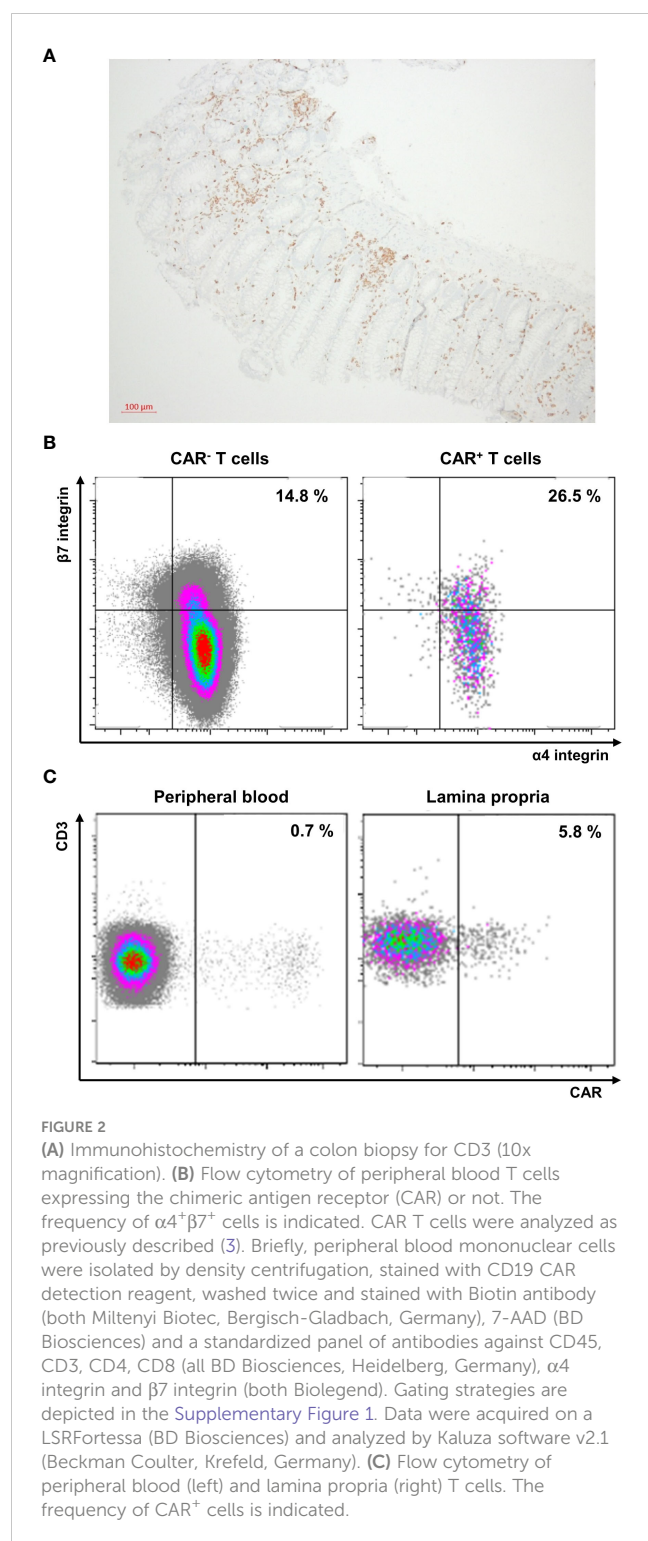 A
100 µm
B
CAR⁻ T cells
CAR⁺ T cells
β7 integrin
14.8 %
26.5 %
α4 integrin
C
Peripheral blood
Lamina propria
CD3
0.7 %
5.8 %
CAR
FIGURE 2
(A) Immunohistochemistry of a colon biopsy for CD3 (10x
magnification). (B) Flow cytometry of peripheral blood T cells
expressing the chimeric antigen receptor (CAR) or not. The
frequency of α4⁺β7⁺ cells is indicated. CAR T cells were analyzed as
previously described (3). Briefly, peripheral blood mononuclear cells
were isolated by density centrifugation, stained with CD19 CAR
detection reagent, washed twice and stained with Biotin antibody
(both Miltenyi Biotec, Bergisch-Gladbach, Germany), 7-AAD (BD
Biosciences) and a standardized panel of antibodies against CD45,
CD3, CD4, CD8 (all BD Biosciences, Heidelberg, Germany), α4
integrin and β7 integrin (both Biolegend). Gating strategies are
depicted in the Supplementary Figure 1. Data were acquired on a
LSRFortessa (BD Biosciences) and analyzed by Kaluza software v2.1
(Beckman Coulter, Krefeld, Germany). (C) Flow cytometry of
peripheral blood (left) and lamina propria (right) T cells. The
frequency of CAR⁺ cells is indicated.